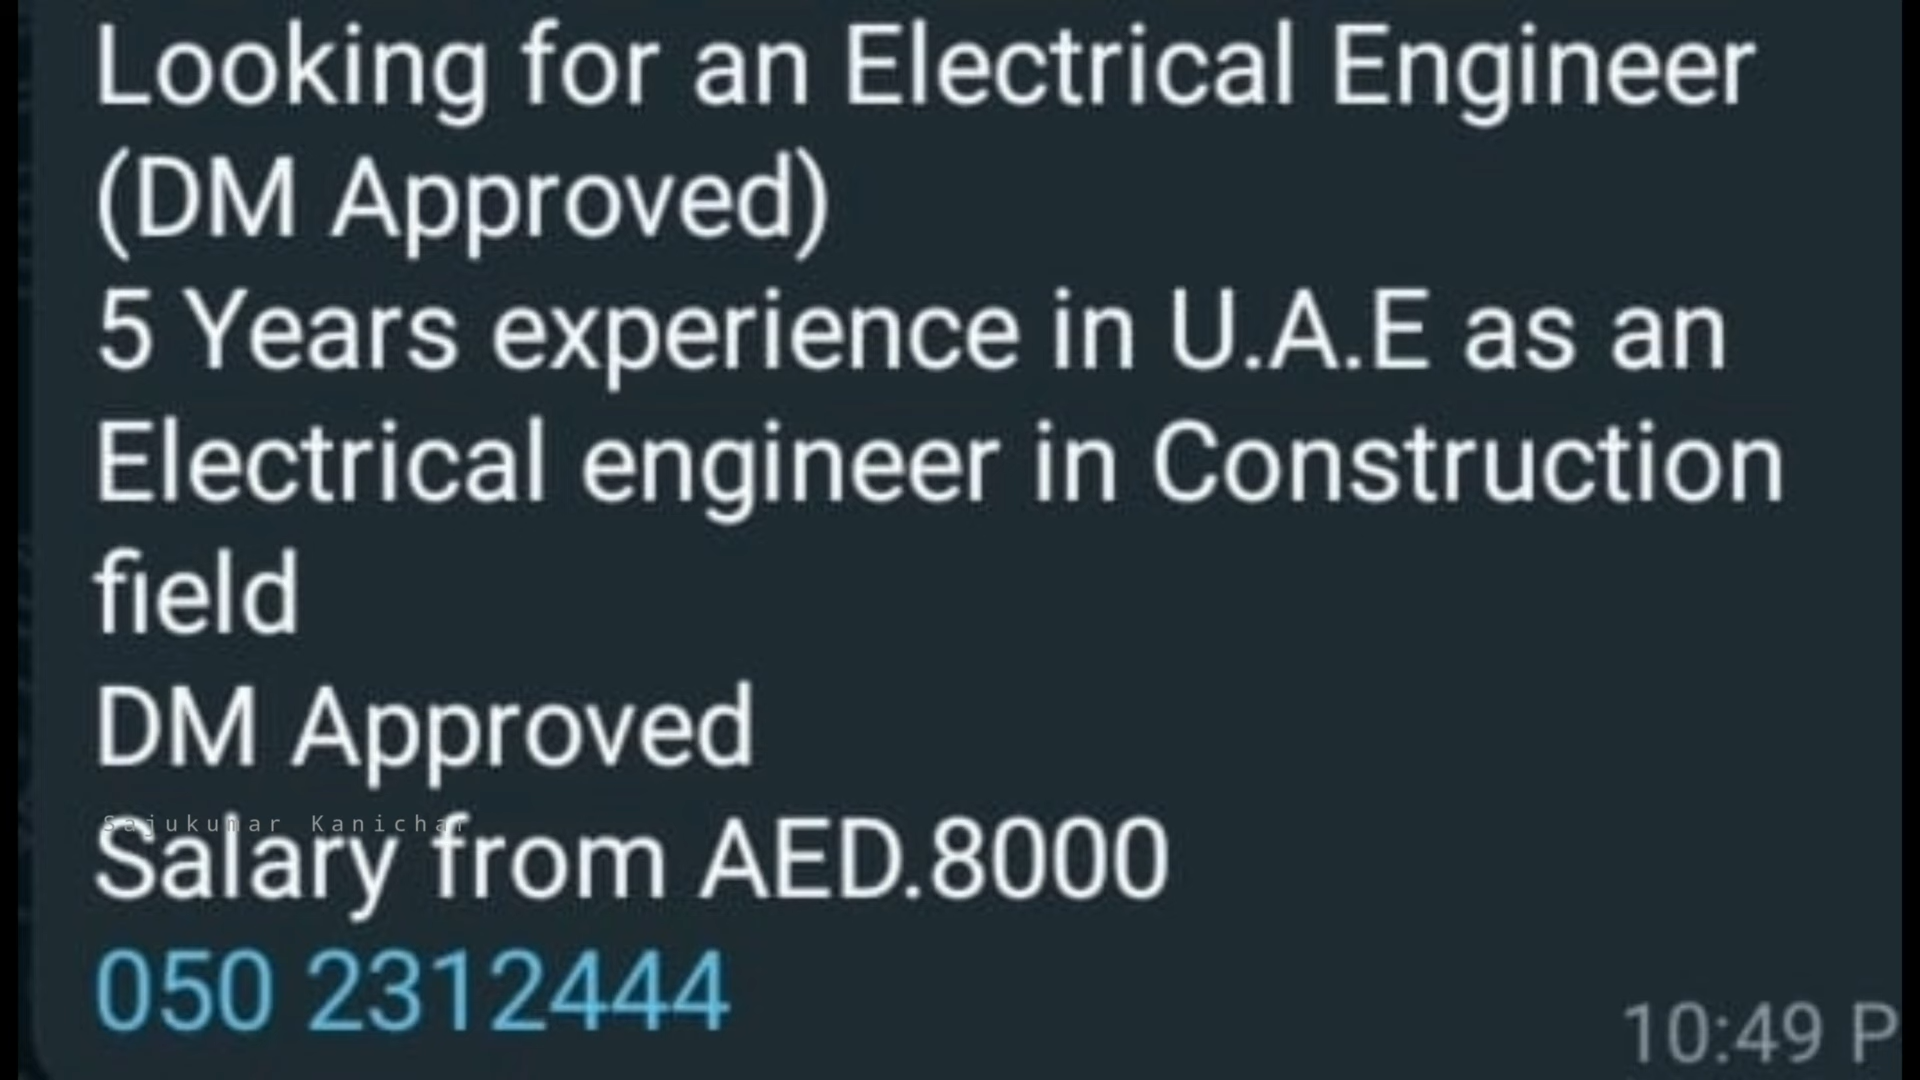 Looking for an Electrical Engineer
(DM Approved)
5 Years experience in U.A.E as an
Electrical engineer in Construction
field
DM Approved
Sajukumar Kanichar
Salary from AED.8000
050 2312444
10:49 P